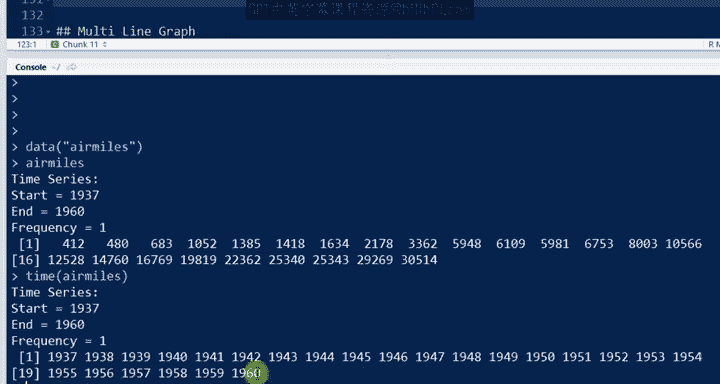 132
133 ## Multi Line Graph
123:1 Chunk 11 R M
Console ~/
>
>
>
>
> data("airmiles")
> airmiles
Time Series:
Start = 1937
End = 1960
Frequency = 1
[1] 412 480 683 1052 1385 1418 1634 2178 3362 5948 6109 5981 6753 8003 10566
[16] 12528 14760 16769 19819 22362 25340 25343 29269 30514
> time(airmiles)
Time Series:
Start = 1937
End = 1960
Frequency = 1
[1] 1937 1938 1939 1940 1941 1942 1943 1944 1945 1946 1947 1948 1949 1950 1951 1952 1953 1954
[19] 1955 1956 1957 1958 1959 1960